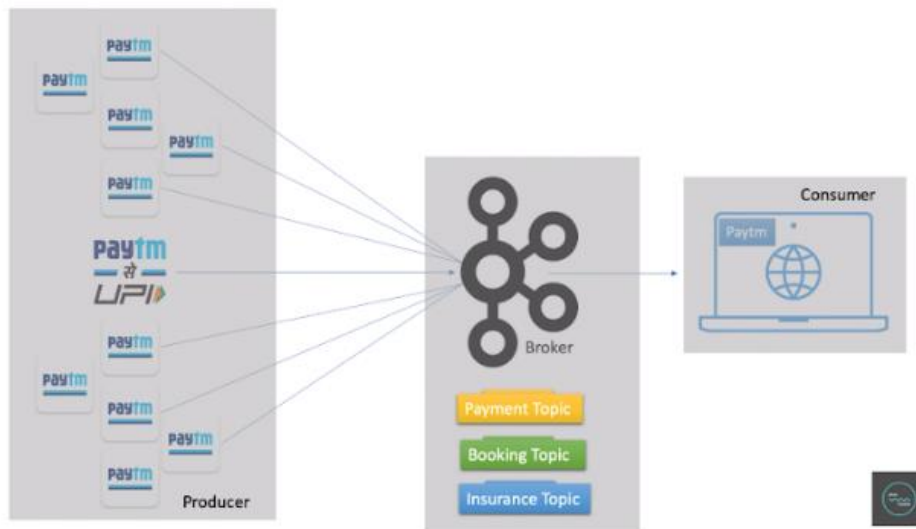 paytm
paytm
paytm
paytm
paytm
paytm
से
UPI
paytm
paytm
paytm
paytm
paytm
Producer
Broker
Payment Topic
Booking Topic
Insurance Topic
Consumer
Paytm